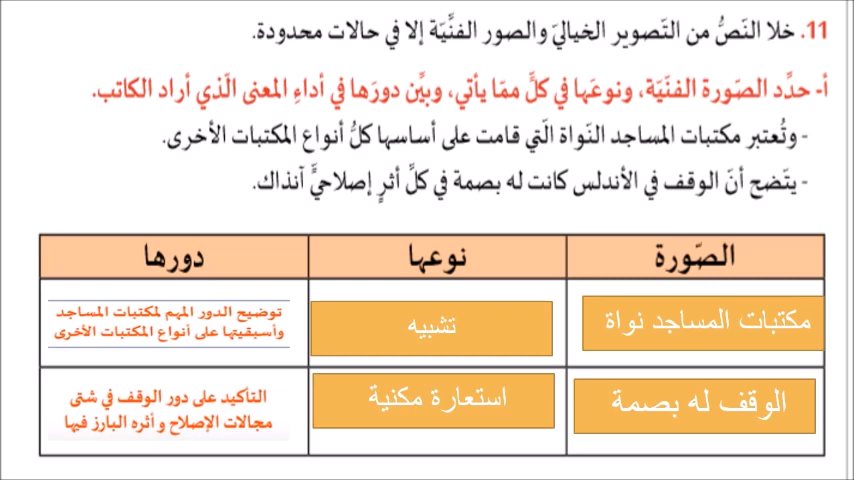 11. خلا النَصُّ من التَصوير الخياليّ والصور الفنِّيَة إلا في حالات محدودة.
أ- حدِّد الصَورة الفنَيَة، ونوعَها في كلَّ ممّا يأتي، وبيِّن دورَها في أداءِ المعنى الَذي أراد الكاتب.
- وتُعتبر مكتبات المساجد النَواة الَتي قامت على أساسها كلُّ أنواع المكتبات الأخرى.
- يتَضح أنَ الوقف في الأندلس كانت له بصمة في كلِّ أثرٍ إصلاحيًّ آنذاك.
الصّورة نوعها دورها
مكتبات المساجد نواة تشبيه توضيح الدور المهم لمكتبات المساجد
وأسبقيتها على أنواع المكتبات الأخرى
الوقف له بصمة استعارة مكنية التأكيد على دور الوقف في شتى
مجالات الإصلاح و أثره البارز فيها